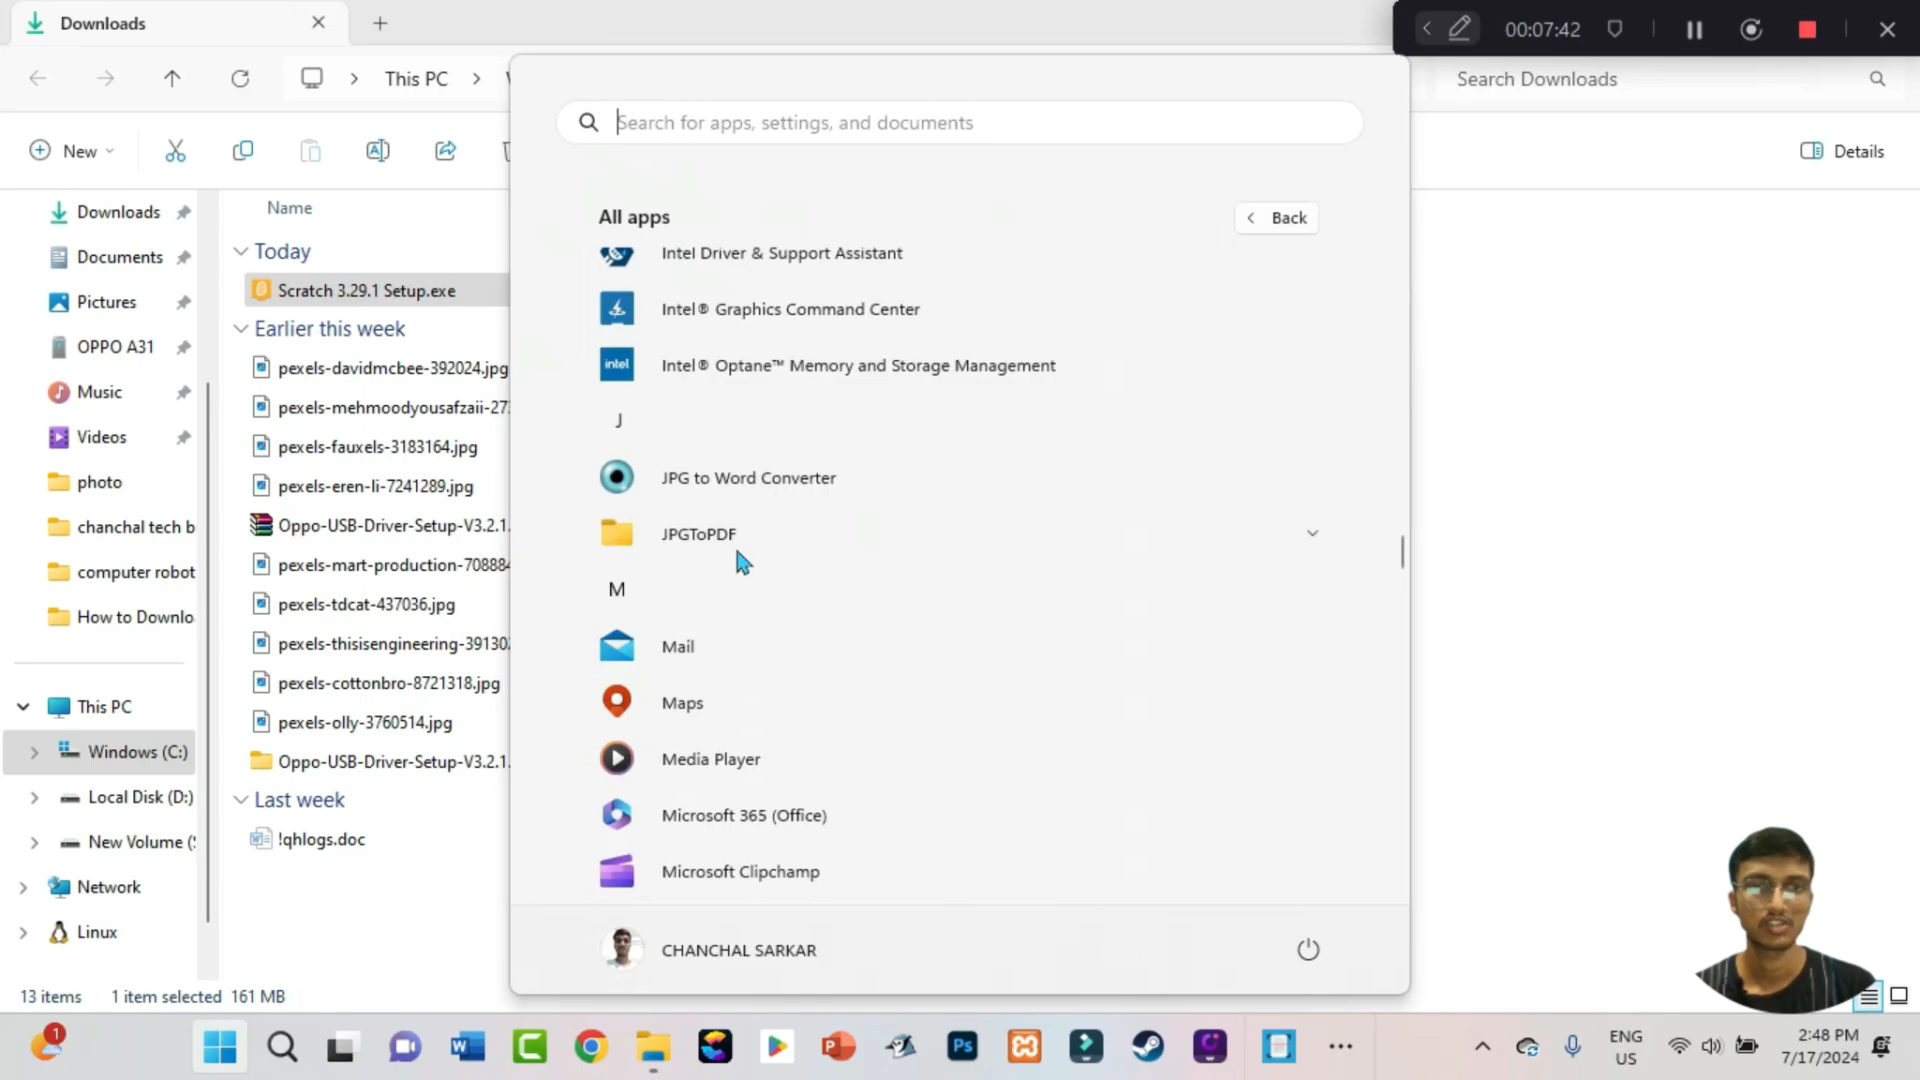 Downloads
00:07:42
This PC
Search Downloads
Search for apps, settings, and documents
New
Details
All apps
Back
Downloads
Documents
Pictures
OPPO A31
Music
Videos
photo
chanchal tech b
computer robot
How to Downlo
This PC
Windows (C:)
Local Disk (D:)
New Volume (S
Network
Linux
Name
Today
Scratch 3.29.1 Setup.exe
Earlier this week
pexels-davidmcbee-392024.jpg
pexels-mehmoodyousafzaii-27
pexels-fauxels-3183164.jpg
pexels-eren-li-7241289.jpg
Oppo-USB-Driver-Setup-V3.2.1.
pexels-mart-production-70888
pexels-tdcat-437036.jpg
pexels-thisisengineering-39130
pexels-cottonbro-8721318.jpg
pexels-olly-3760514.jpg
Oppo-USB-Driver-Setup-V3.2.1.
Last week
!qhlogs.doc
Intel Driver & Support Assistant
Intel® Graphics Command Center
intel
Intel® Optane™ Memory and Storage Management
J
JPG to Word Converter
JPGToPDF
M
Mail
Maps
Media Player
Microsoft 365 (Office)
Microsoft Clipchamp
CHANCHAL SARKAR
13 items 1 item selected 161 MB
1
W
C
P
Ps
ENG
US
2:48 PM
7/17/2024